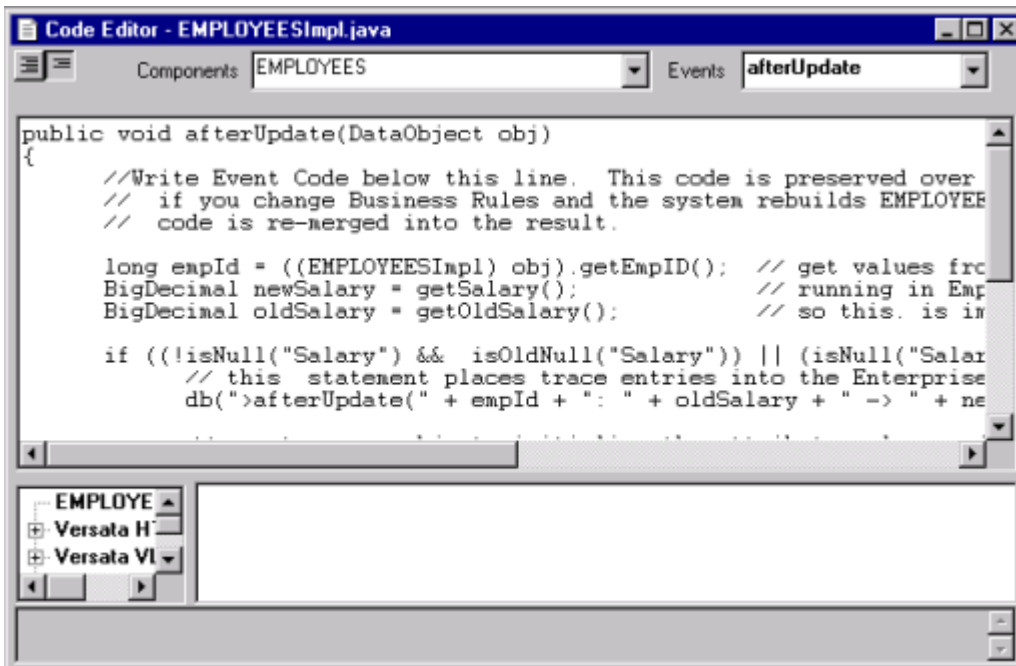 Code Editor - EMPLOYEESImpl.java
Components EMPLOYEES Events afterUpdate
public void afterUpdate(DataObject obj)
{
//Write Event Code below this line. This code is preserved over
// if you change Business Rules and the system rebuilds EMPLOYEE
// code is re-merged into the result.
long empId = ((EMPLOYEESImpl) obj).getEmpID(); // get values fro
BigDecimal newSalary = getSalary(); // running in Emp
BigDecimal oldSalary = getOldSalary(); // so this. is im
if ((!isNull("Salary") && isOldNull("Salary")) || (isNull("Salar
// this statement places trace entries into the Enterprise
db(">afterUpdate(" + empId + ": " + oldSalary + " -> " + ne
EMPLOYE
Versata H
Versata VL